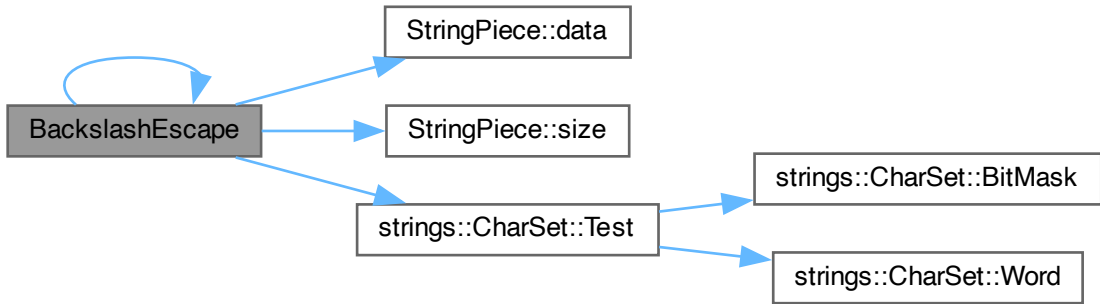 StringPiece::data
BackslashEscape
StringPiece::size
strings::CharSet::BitMask
strings::CharSet::Test
strings::CharSet::Word